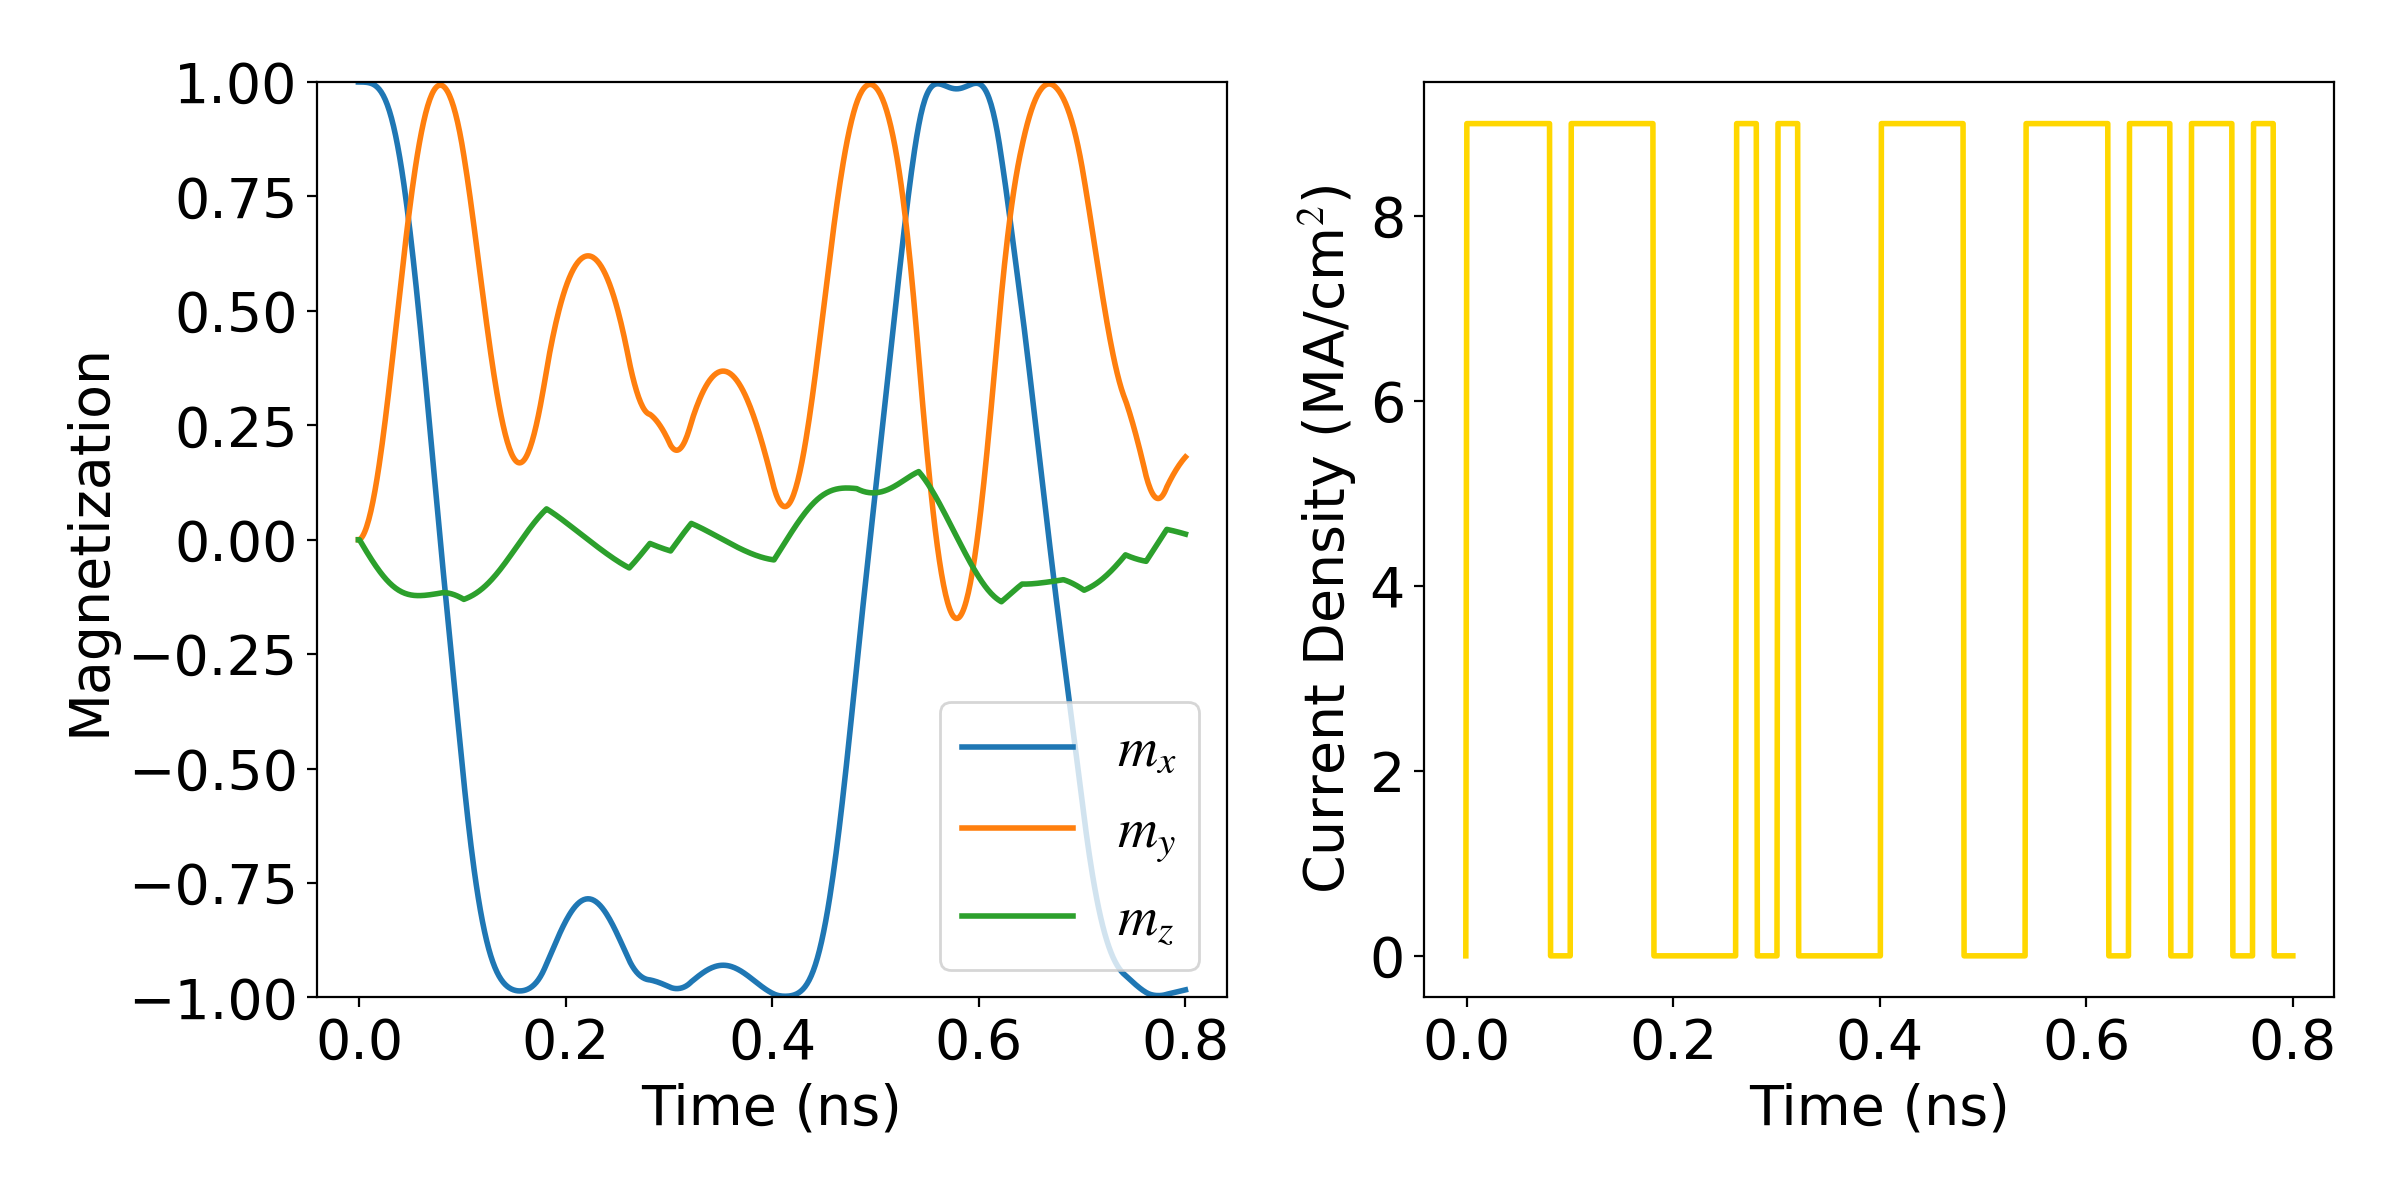 Magnetization
1.00
0.75
0.50
0.25
0.00
−0.25
−0.50
−0.75
−1.00
0.0 0.2 0.4 0.6 0.8
Time (ns)
m_x
m_y
m_z
Current Density (MA/cm²)
8
6
4
2
0
0.0 0.2 0.4 0.6 0.8
Time (ns)